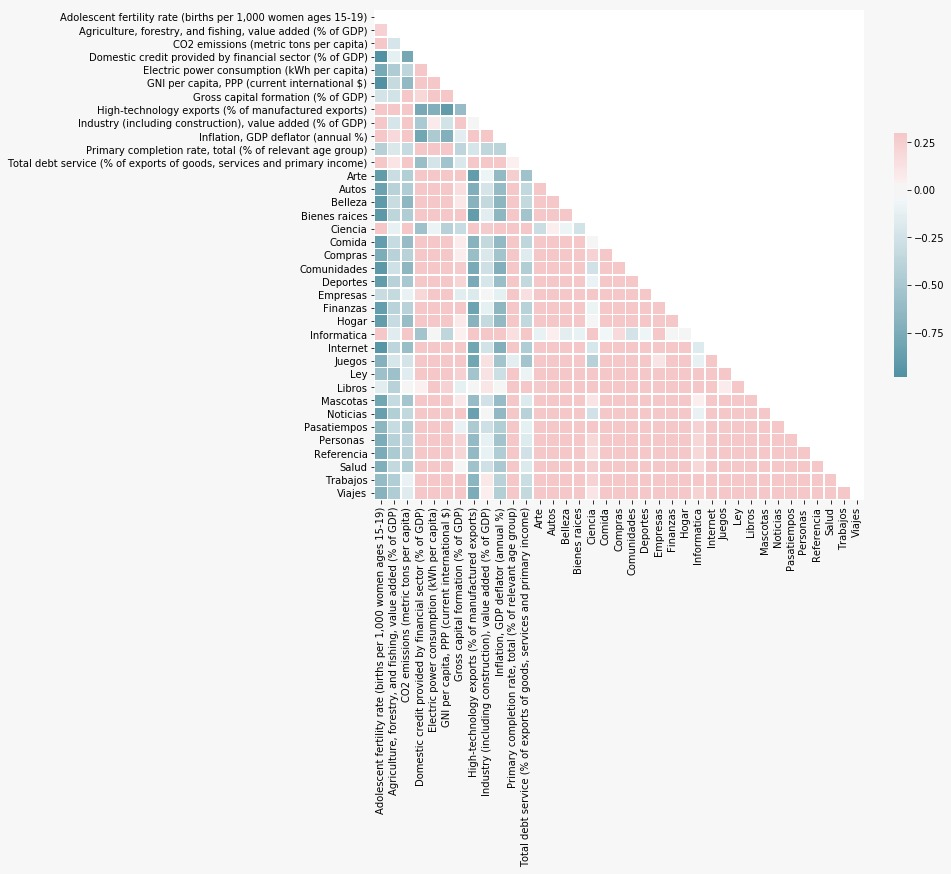 Adolescent fertility rate (births per 1,000 women ages 15-19)
Agriculture, forestry, and fishing, value added (% of GDP)
CO2 emissions (metric tons per capita)
Domestic credit provided by financial sector (% of GDP)
Electric power consumption (kWh per capita)
GNI per capita, PPP (current international $)
Gross capital formation (% of GDP)
High-technology exports (% of manufactured exports)
Industry (including construction), value added (% of GDP)
Inflation, GDP deflator (annual %)
Primary completion rate, total (% of relevant age group)
Total debt service (% of exports of goods, services and primary income)
Arte
Autos
Belleza
Bienes raices
Ciencia
Comida
Compras
Comunidades
Deportes
Empresas
Finanzas
Hogar
Informatica
Internet
Juegos
Ley
Libros
Mascotas
Noticias
Pasatiempos
Personas
Referencia
Salud
Trabajos
Viajes
Adolescent fertility rate (births per 1,000 women ages 15-19)
Agriculture, forestry, and fishing, value added (% of GDP)
CO2 emissions (metric tons per capita)
Domestic credit provided by financial sector (% of GDP)
Electric power consumption (kWh per capita)
GNI per capita, PPP (current international $)
Gross capital formation (% of GDP)
High-technology exports (% of manufactured exports)
Industry (including construction), value added (% of GDP)
Inflation, GDP deflator (annual %)
Primary completion rate, total (% of relevant age group)
Total debt service (% of exports of goods, services and primary income)
Arte
Autos
Belleza
Bienes raices
Ciencia
Comida
Compras
Comunidades
Deportes
Empresas
Finanzas
Hogar
Informatica
Internet
Juegos
Ley
Libros
Mascotas
Noticias
Pasatiempos
Personas
Referencia
Salud
Trabajos
Viajes
0.25
0.00
−0.25
−0.50
−0.75